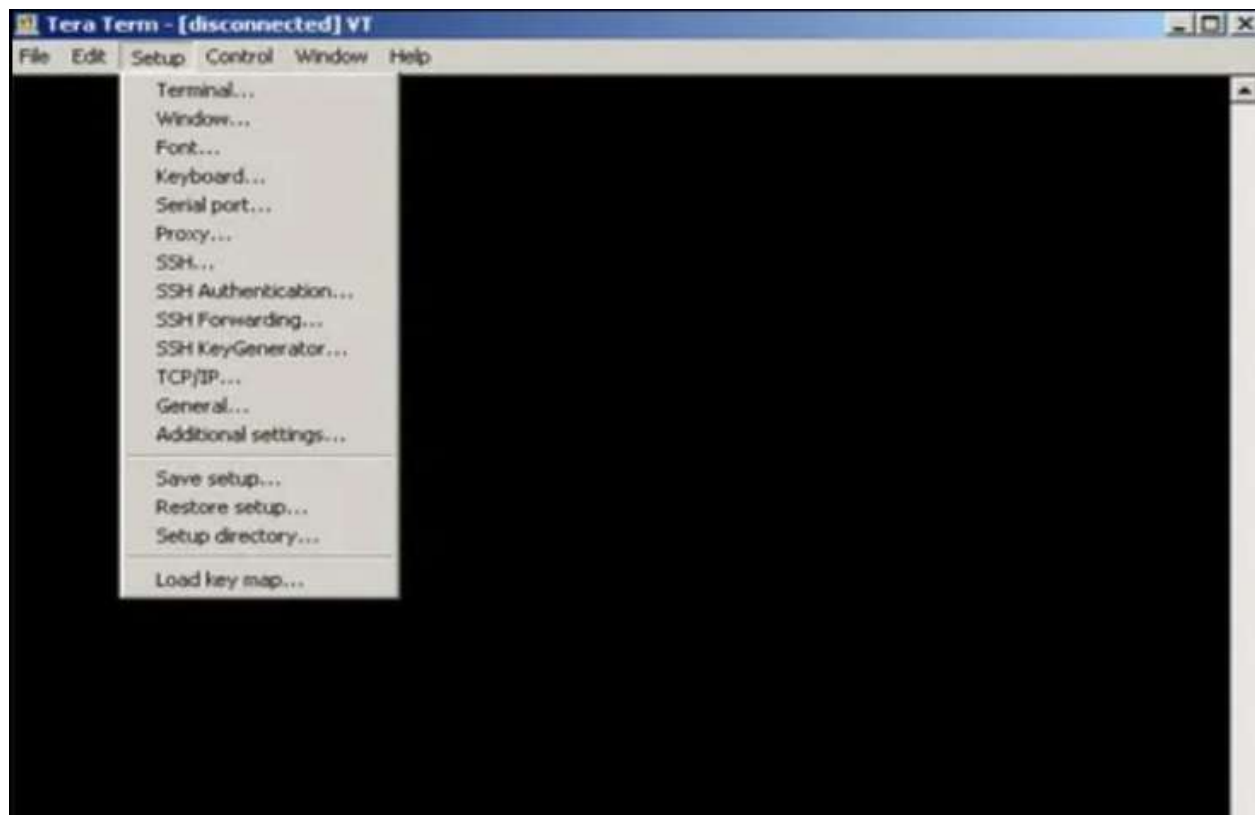 Tera Term - [disconnected] VT
File Edit Setup Control Window Help
Terminal...
Window...
Font...
Keyboard...
Serial port...
Proxy...
SSH...
SSH Authentication...
SSH Forwarding...
SSH KeyGenerator...
TCP/IP...
General...
Additional settings...
Save setup...
Restore setup...
Setup directory...
Load key map...